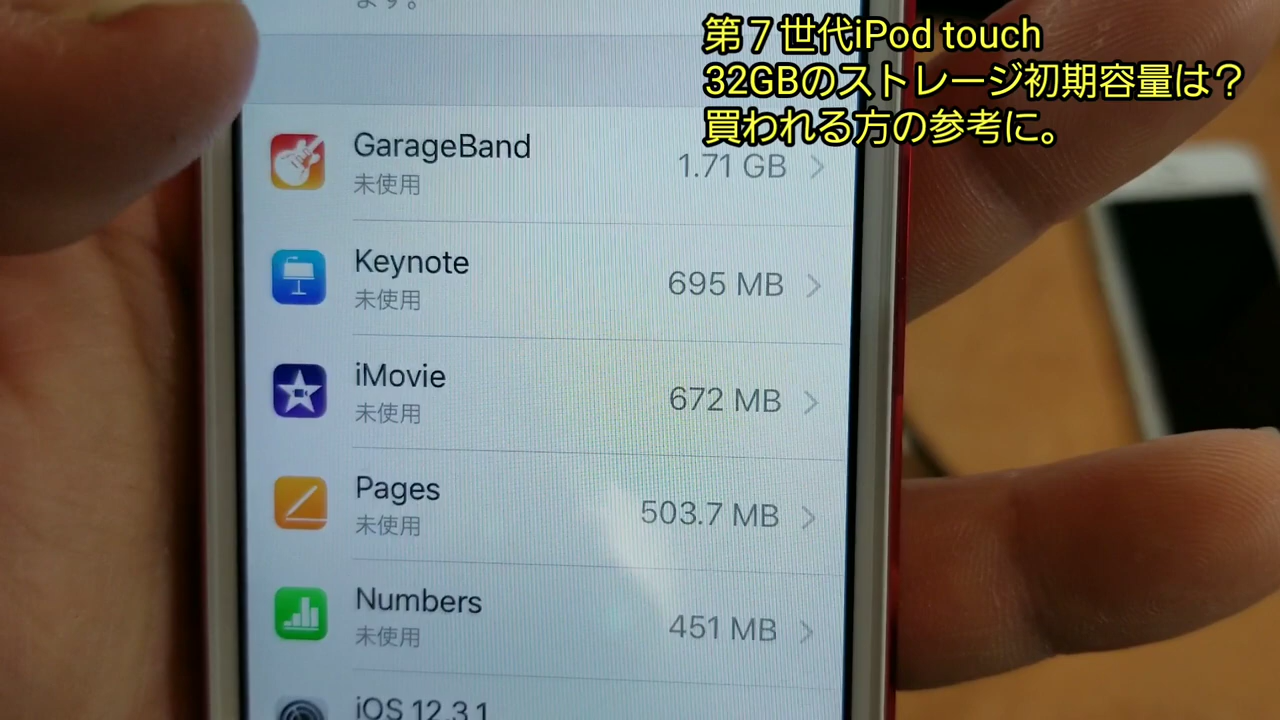 第７世代iPod touch
32GBのストレージ初期容量は？
買われる方の参考に。
ます。
GarageBand
未使用
1.71 GB
Keynote
未使用
695 MB
iMovie
未使用
672 MB
Pages
未使用
503.7 MB
Numbers
未使用
451 MB
iOS 12.3.1